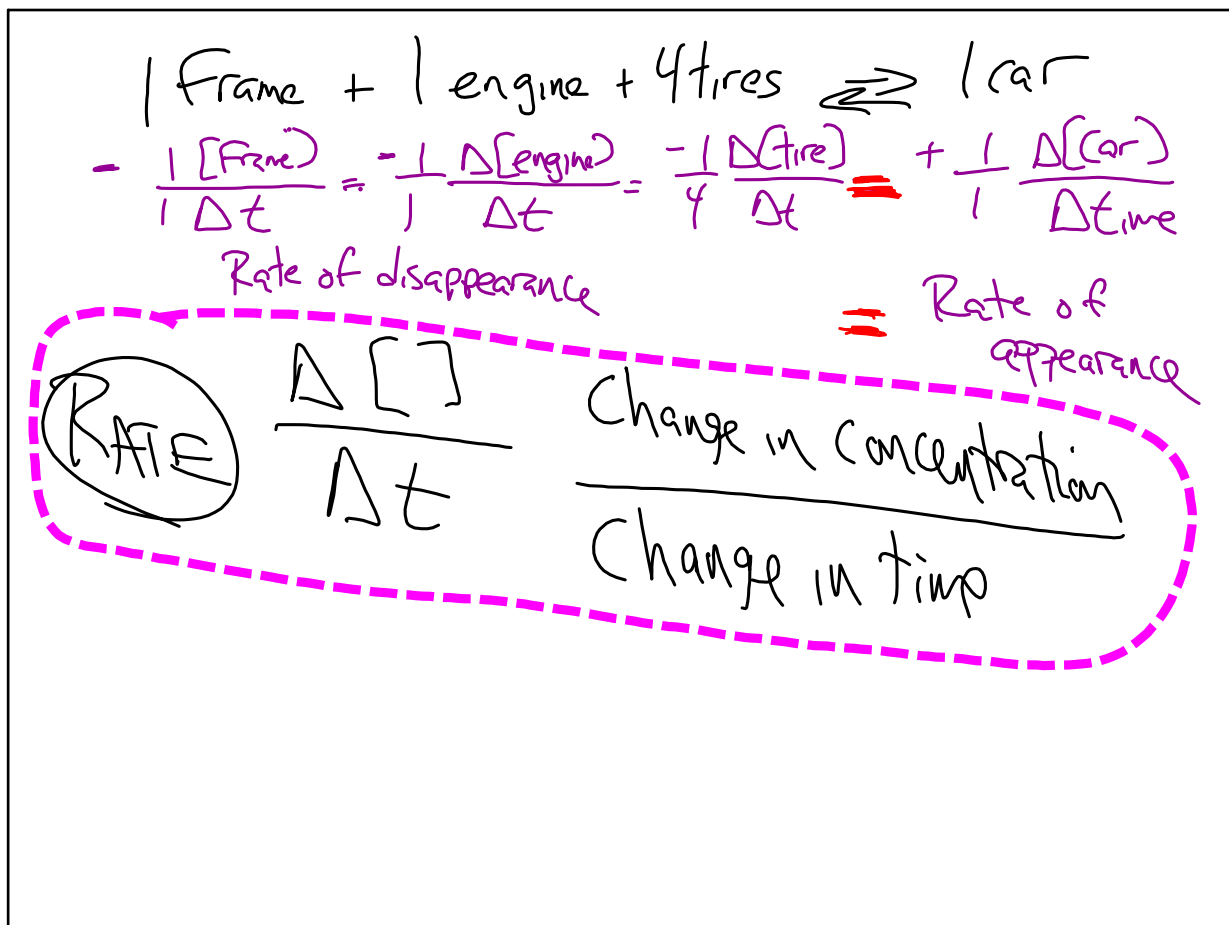 1 Frame + 1 engine + 4 tires ⇌ 1 car
- 1/1 [Frame]/Δt = - 1/1 Δ[engine]/Δt = -1/4 Δ[tire]/Δt = + 1/1 Δ[Car]/Δtime
Rate of disappearance = Rate of
appearance
RATE Δ[ ]/Δt Change in Concentration
Change in time